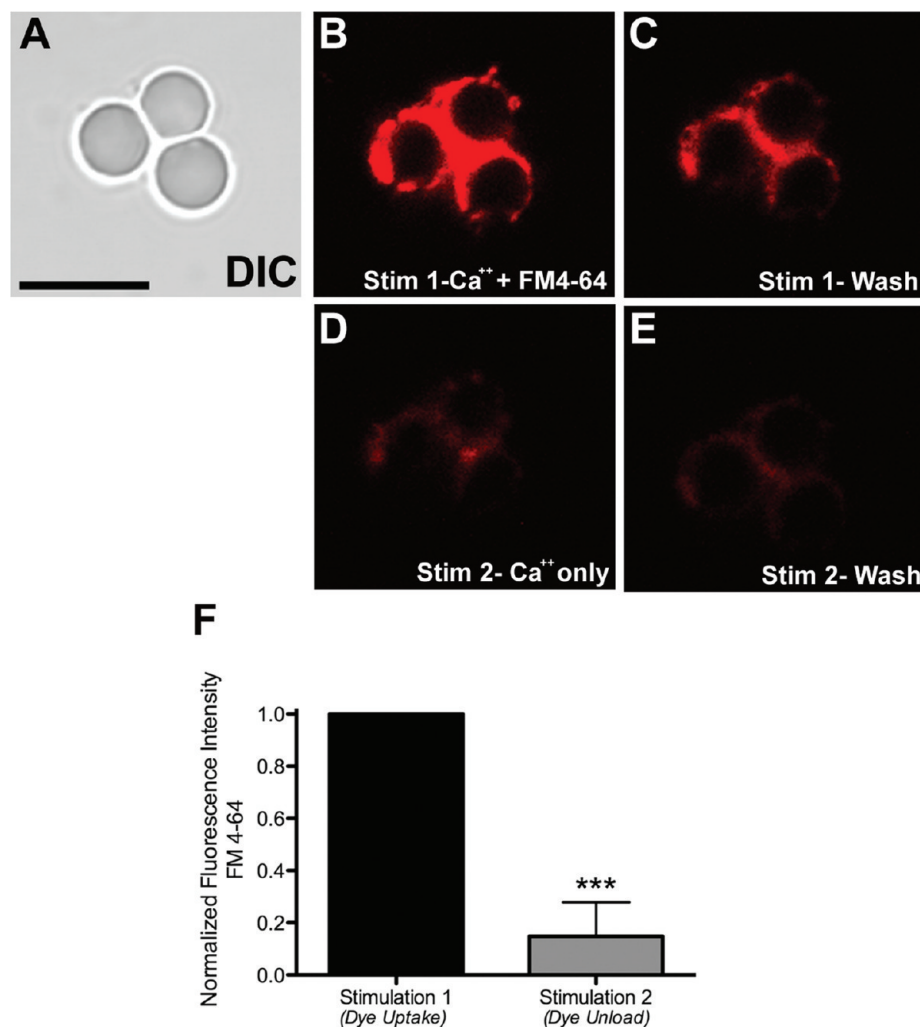 A
DIC
B
Stim 1-Ca⁺⁺ + FM4-64
C
Stim 1- Wash
D
Stim 2- Ca⁺⁺ only
E
Stim 2- Wash
F
Normalized Fluorescence Intensity
FM 4-64
1.0
0.8
0.6
0.4
0.2
0.0
***
Stimulation 1
(Dye Uptake)
Stimulation 2
(Dye Unload)